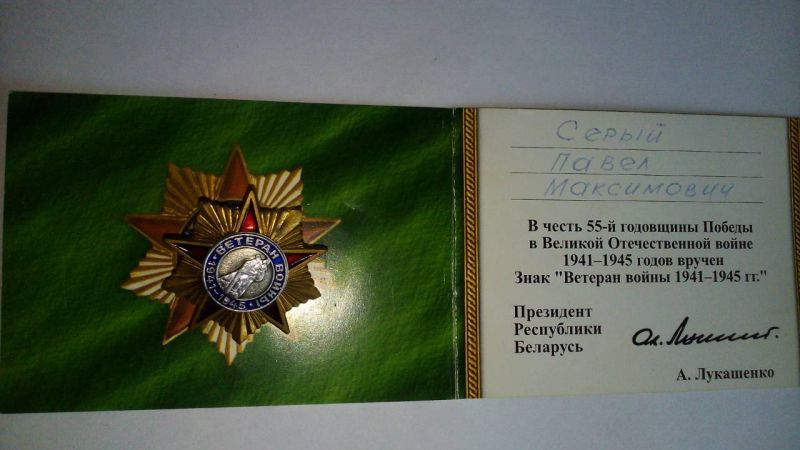 ВЕТЕРАН ВОЙНЫ
1941-1945
Серый
Павел
Максимович
В честь 55-й годовщины Победы
в Великой Отечественной войне
1941–1945 годов вручен
Знак "Ветеран войны 1941–1945 гг."
Президент
Республики
Беларусь
А. Лукашенко